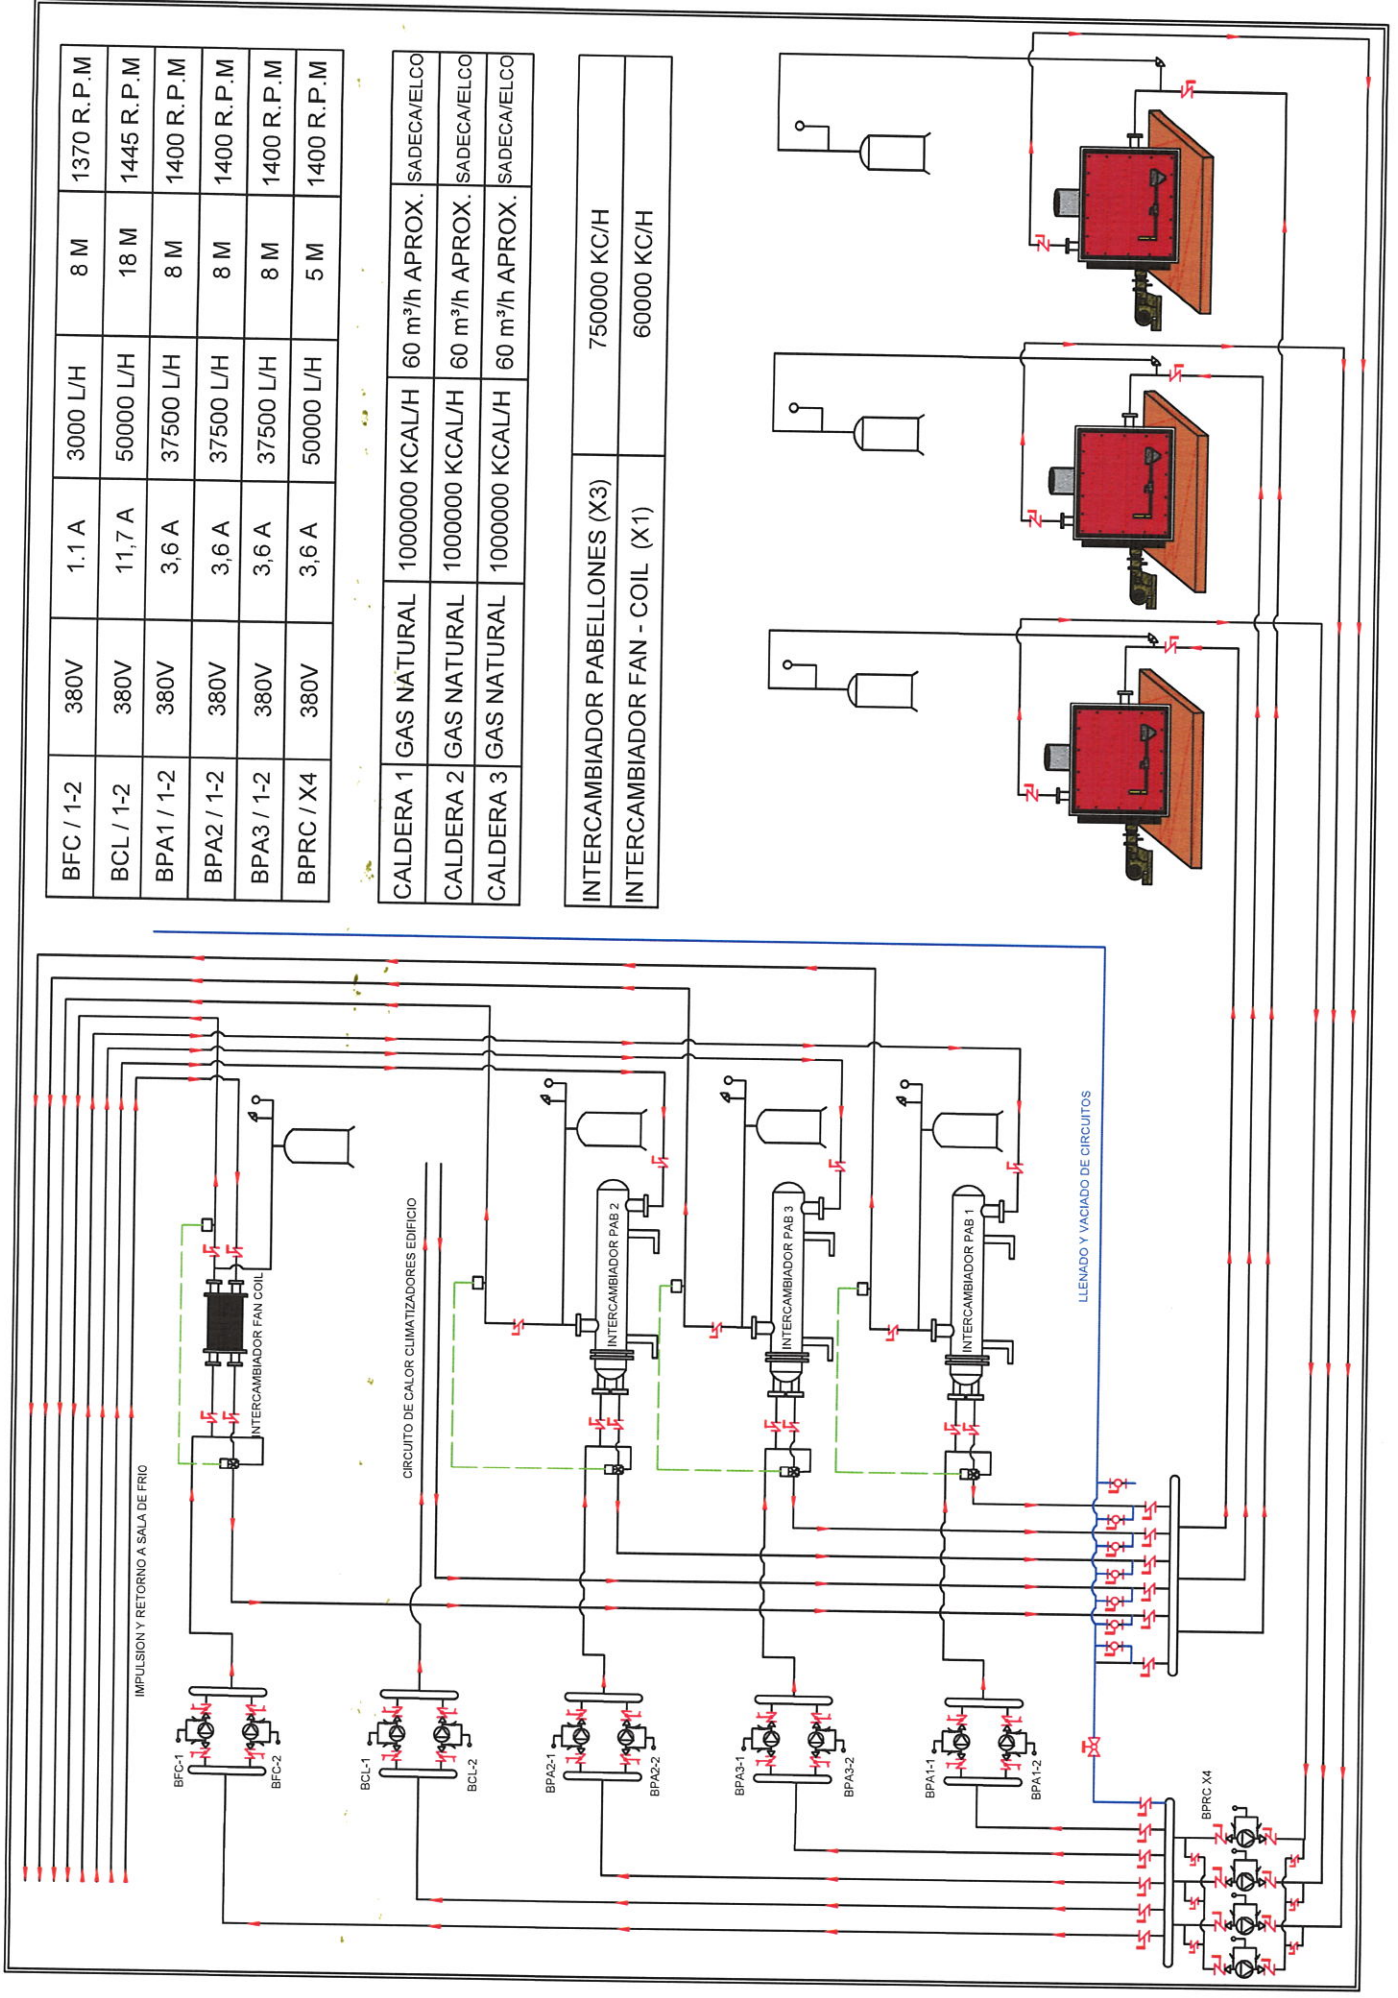 BFC / 1-2 380V 1.1 A 3000 L/H 8 M 1370 R.P.M
BCL / 1-2 380V 11,7 A 50000 L/H 18 M 1445 R.P.M
BPA1 / 1-2 380V 3,6 A 37500 L/H 8 M 1400 R.P.M
BPA2 / 1-2 380V 3,6 A 37500 L/H 8 M 1400 R.P.M
BPA3 / 1-2 380V 3,6 A 37500 L/H 8 M 1400 R.P.M
BPRC / X4 380V 3,6 A 50000 L/H 5 M 1400 R.P.M
CALDERA 1 GAS NATURAL 1000000 KCAL/H 60 m³/h APROX. SADECA/ELCO
CALDERA 2 GAS NATURAL 1000000 KCAL/H 60 m³/h APROX. SADECA/ELCO
CALDERA 3 GAS NATURAL 1000000 KCAL/H 60 m³/h APROX. SADECA/ELCO
INTERCAMBIADOR PABELLONES (X3) 750000 KC/H
INTERCAMBIADOR FAN - COIL (X1) 60000 KC/H
IMPULSION Y RETORNO A SALA DE FRIO
BFC-1
INTERCAMBIADOR FAN COIL
BFC-2
BCL-1
CIRCUITO DE CALOR CLIMATIZADORES EDIFICIO
BCL-2
BPA2-1
INTERCAMBIADOR PAB 2
BPA2-2
BPA3-1
INTERCAMBIADOR PAB 3
BPA3-2
BPA1-1
INTERCAMBIADOR PAB 1
BPA1-2
LLENADO Y VACIADO DE CIRCUITOS
BPRC X4